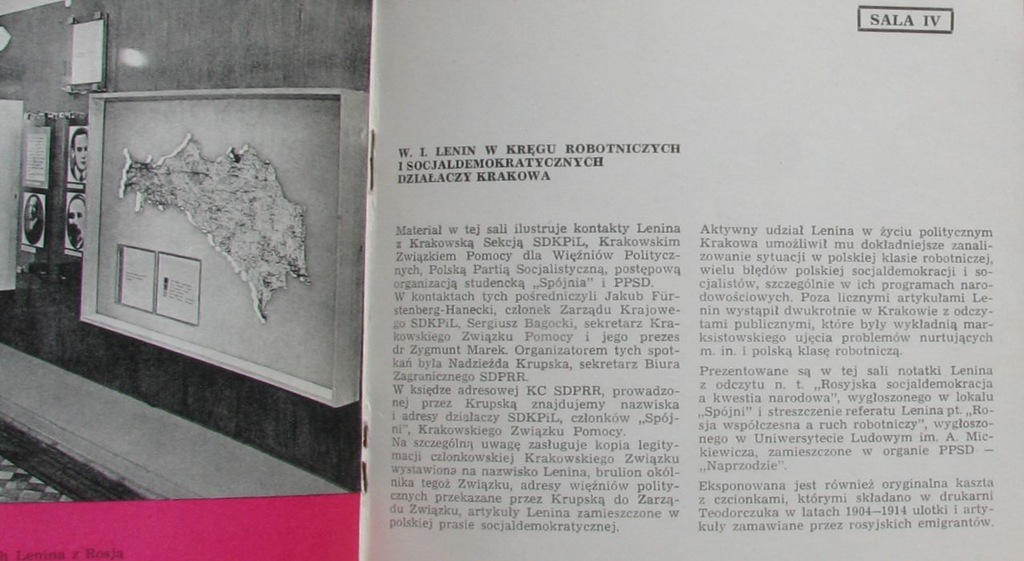 SALA IV
W. I. LENIN W KRĘGU ROBOTNICZYCH
I SOCJALDEMOKRATYCZNYCH
DZIAŁACZY KRAKOWA
Materiał w tej sali ilustruje kontakty Lenina
z Krakowską Sekcją SDKPiL, Krakowskim
Związkiem Pomocy dla Więźniów Politycz-
nych, Polską Partią Socjalistyczną, postępową
organizacją studencką „Spójnia" i PPSD.
W kontaktach tych pośredniczyli Jakub Für-
stenberg-Hanecki, członek Zarządu Krajowe-
go SDKPiL, Sergiusz Bagocki, sekretarz Kra-
kowskiego Związku Pomocy i jego prezes
dr Zygmunt Marek. Organizatorem tych spot-
kań była Nadzieżda Krupska, sekretarz Biura
Zagranicznego SDPRR.
W księdze adresowej KC SDPRR, prowadzo-
nej przez Krupską znajdujemy nazwiska
i adresy działaczy SDKPiL, członków „Spój-
ni", Krakowskiego Związku Pomocy.
Na szczególną uwagę zasługuje kopia legity-
macji członkowskiej Krakowskiego Związku
wystawiona na nazwisko Lenina, brulion okól-
nika tegoż Związku, adresy więźniów polity-
cznych przekazane przez Krupską do Zarzą-
du Związku, artykuły Lenina zamieszczone w
polskiej prasie socjaldemokratycznej.
Aktywny udział Lenina w życiu politycznym
Krakowa umożliwił mu dokładniejsze zanali-
zowanie sytuacji w polskiej klasie robotniczej,
wielu błędów polskiej socjaldemokracji i so-
cjalistów, szczególnie w ich programach naro-
dowościowych. Poza licznymi artykułami Le-
nin wystąpił dwukrotnie w Krakowie z odczy-
tami publicznymi, które były wykładnią mar-
ksistowskiego ujęcia problemów nurtujących
m. in. i polską klasę robotniczą.
Prezentowane są w tej sali notatki Lenina
z odczytu n. t. „Rosyjska socjaldemokracja
a kwestia narodowa", wygłoszonego w lokalu
„Spójni" i streszczenie referatu Lenina pt. „Ro-
sja współczesna a ruch robotniczy", wygłoszo-
nego w Uniwersytecie Ludowym im. A. Mic-
kiewicza, zamieszczone w organie PPSD —
„Naprzodzie".
Eksponowana jest również oryginalna kaszta
z czcionkami, którymi składano w drukarni
Teodorczuka w latach 1904—1914 ulotki i arty-
kuły zamawiane przez rosyjskich emigrantów.
h Lenina z Rosją